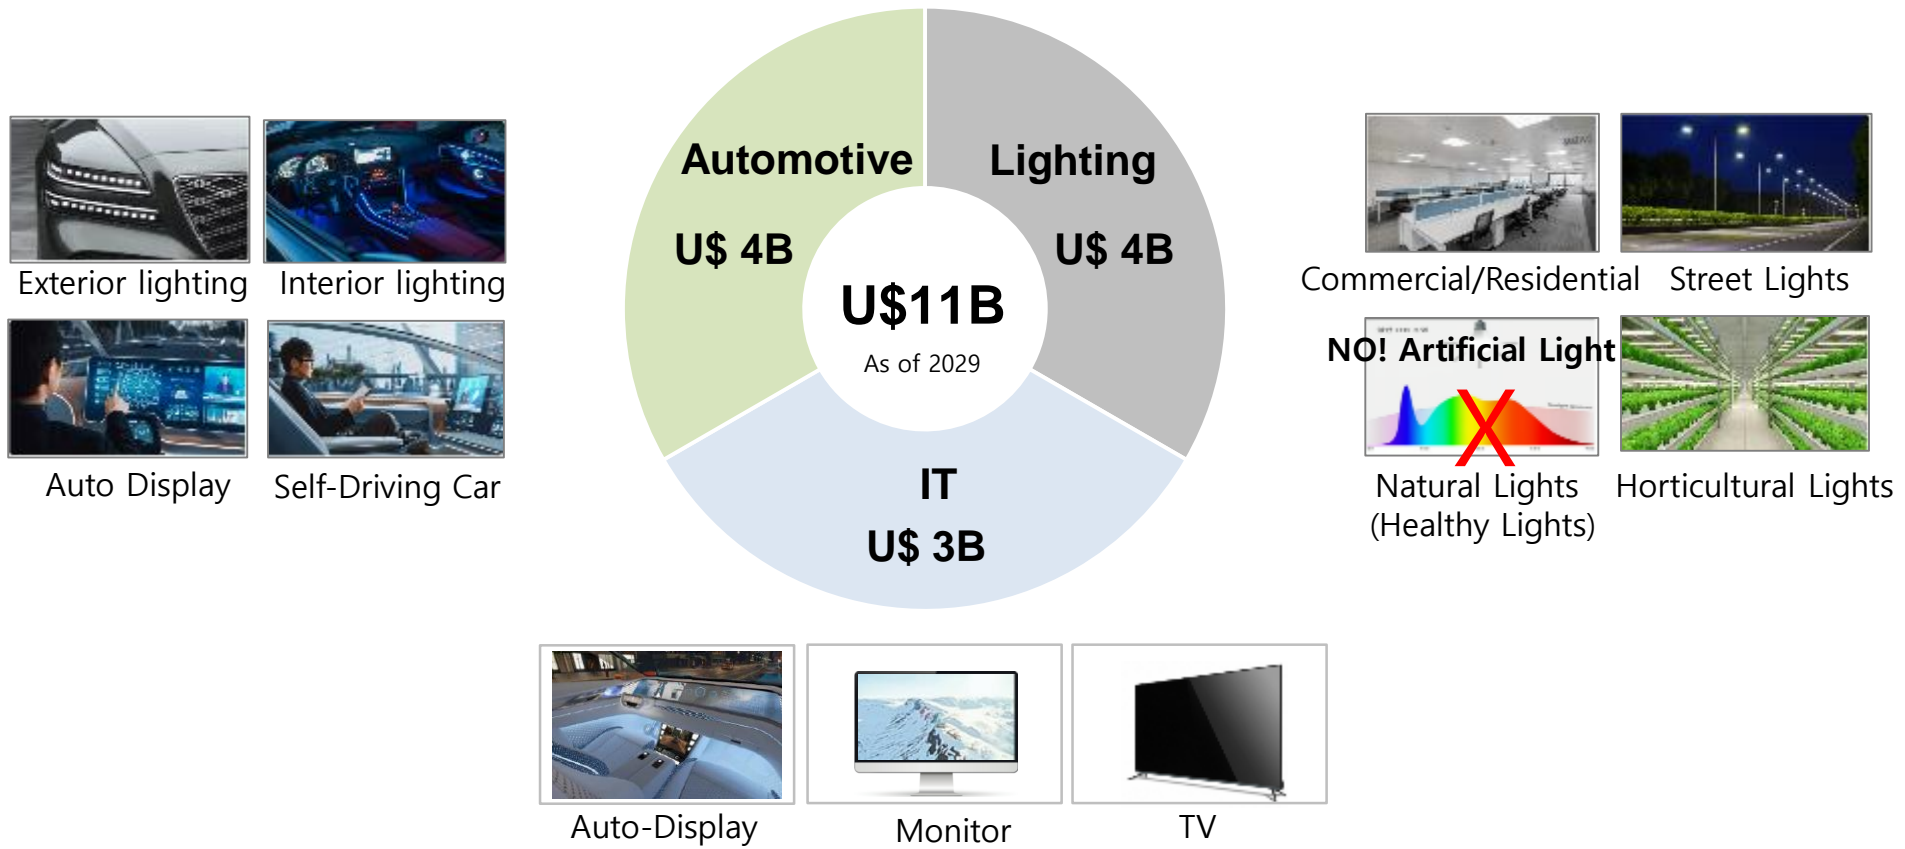 Automotive
U$ 4B
Lighting
U$ 4B
U$11B
As of 2029
IT
U$ 3B
Exterior lighting
Interior lighting
Auto Display
Self-Driving Car
Commercial/Residential
Street Lights
NO! Artificial Light
X
Natural Lights
(Healthy Lights)
Horticultural Lights
Auto-Display
Monitor
TV